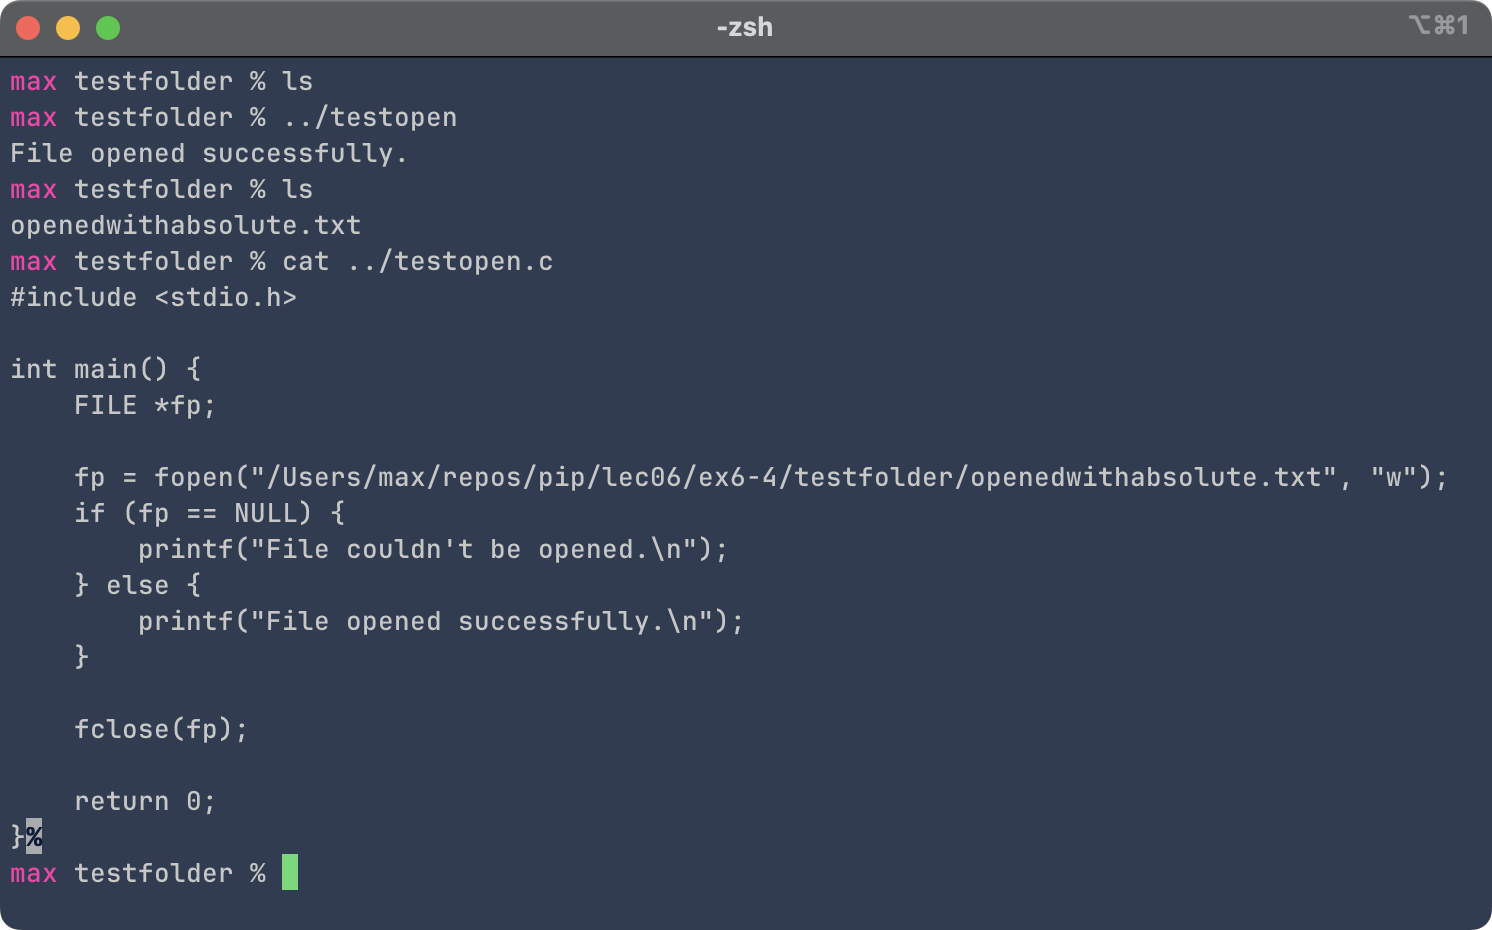 -zsh
⌥⌘1
max testfolder % ls
max testfolder % ../testopen
File opened successfully.
max testfolder % ls
openedwithabsolute.txt
max testfolder % cat ../testopen.c
#include <stdio.h>

int main() {
    FILE *fp;

    fp = fopen("/Users/max/repos/pip/lec06/ex6-4/testfolder/openedwithabsolute.txt", "w");
    if (fp == NULL) {
        printf("File couldn't be opened.\n");
    } else {
        printf("File opened successfully.\n");
    }

    fclose(fp);

    return 0;
}%
max testfolder %